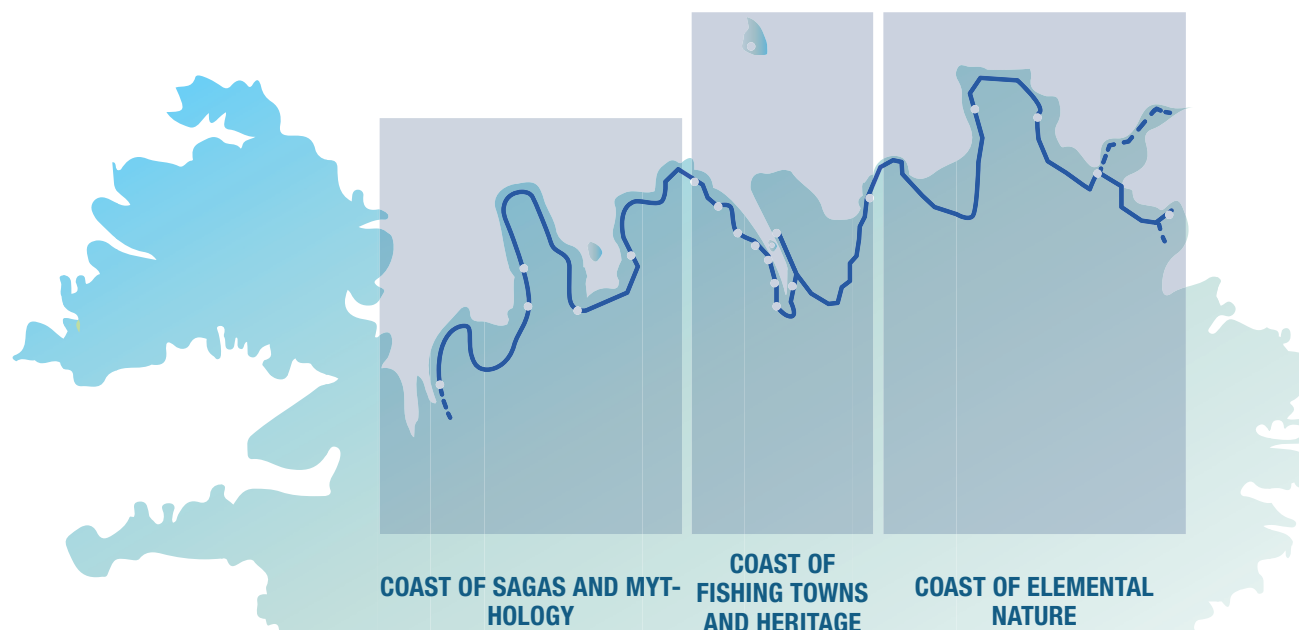 COAST OF SAGAS AND MYT-
HOLOGY
COAST OF
FISHING TOWNS
AND HERITAGE
COAST OF ELEMENTAL
NATURE